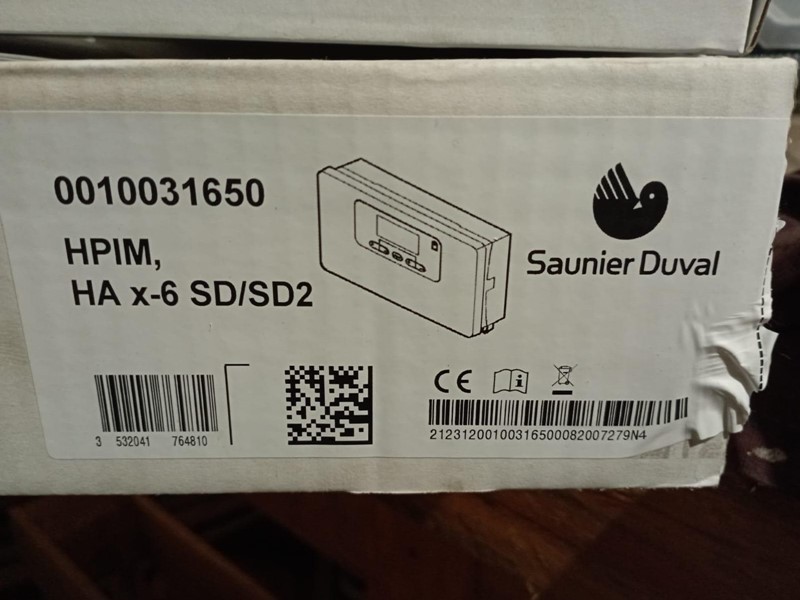 0010031650
HPIM,
HA x-6 SD/SD2
Saunier Duval
CE
i
3 532041 764810
21231200100316500082007279N4